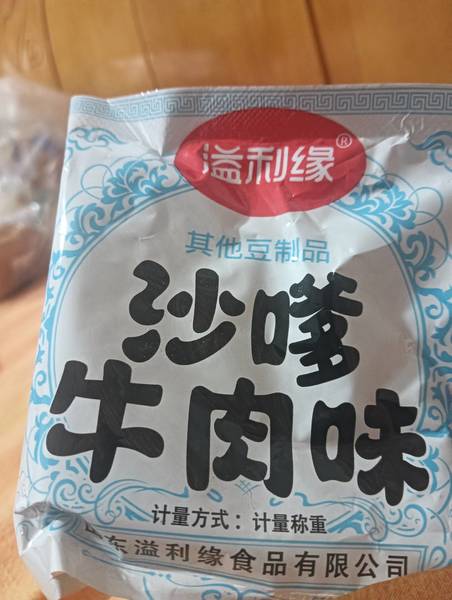 溢利缘®
其他豆制品
沙嗲
牛肉味
计量方式：计量称重
东溢利缘食品有限公司